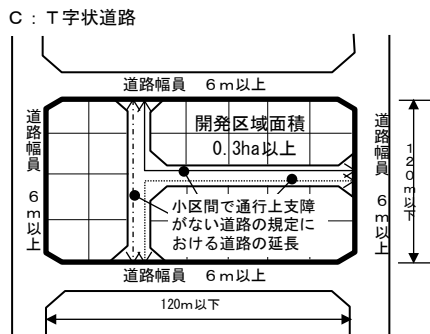 C：Ｔ字状道路
道路幅員　６ｍ以上
道路幅員　６ｍ以上
開発区域面積
0.3ha以上
道路幅員　６ｍ以上
120ｍ以下
小区間で通行上支障
がない道路の規定に
おける道路の延長
道路幅員　６ｍ以上
120m以下